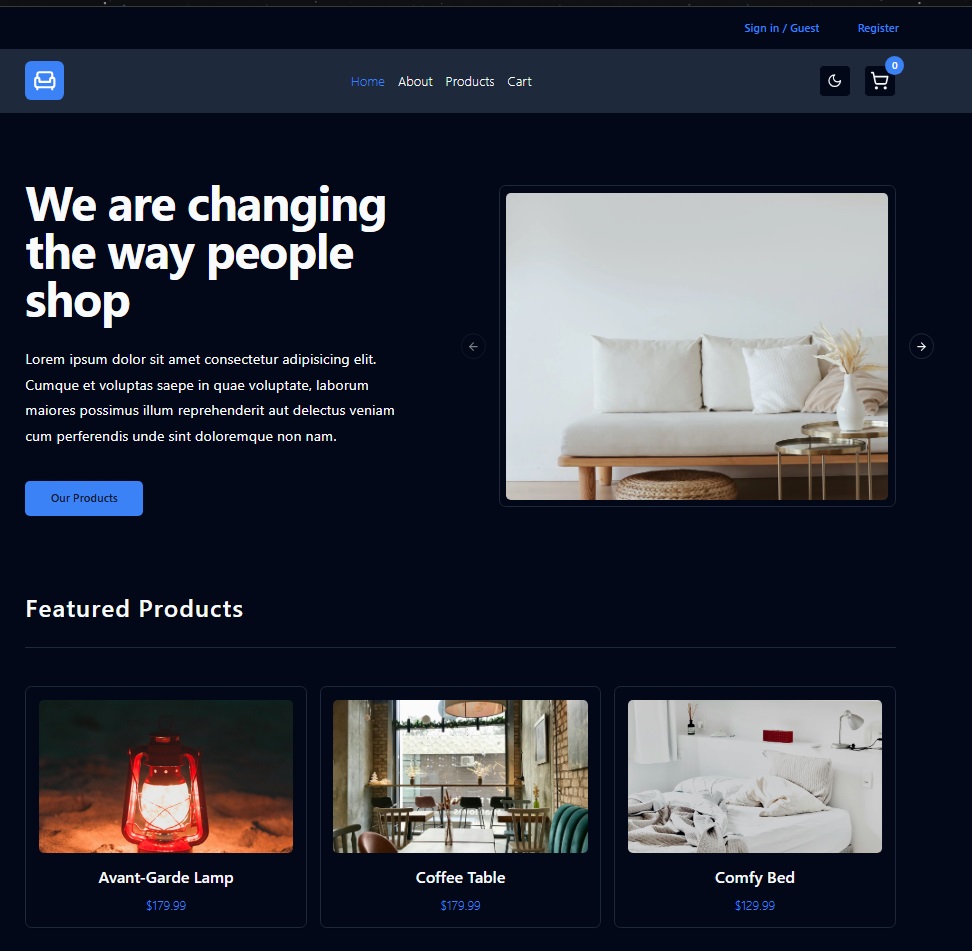 Sign in / Guest Register
0
Home About Products Cart
We are changing
the way people
shop
Lorem ipsum dolor sit amet consectetur adipisicing elit.
Cumque et voluptas saepe in quae voluptate, laborum
maiores possimus illum reprehenderit aut delectus veniam
cum perferendis unde sint doloremque non nam.
Our Products
Featured Products
Avant-Garde Lamp
$179.99
Coffee Table
$179.99
Comfy Bed
$129.99